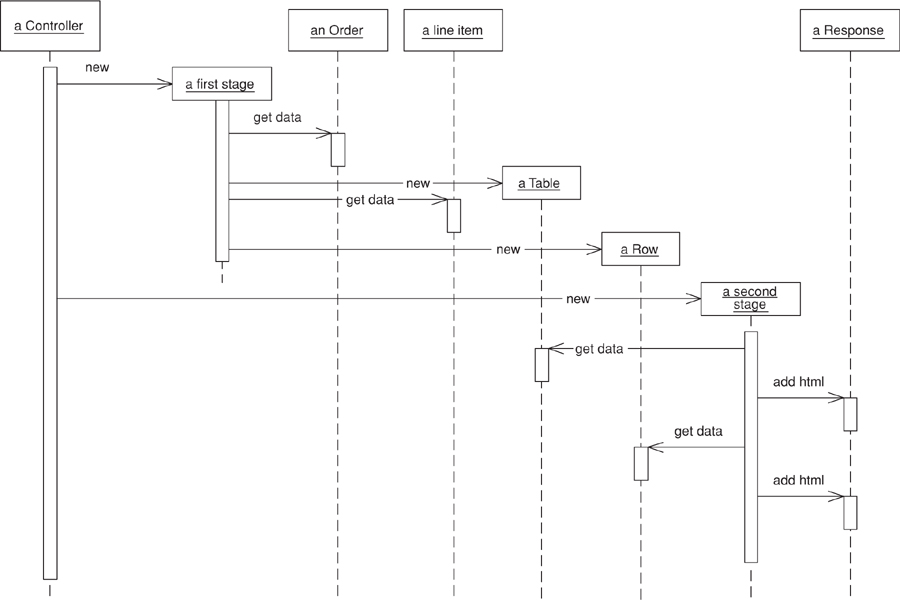 a Controller
an Order
a line item
a Response
new
a first stage
get data
new
a Table
get data
new
a Row
new
a second
stage
get data
add html
get data
add html